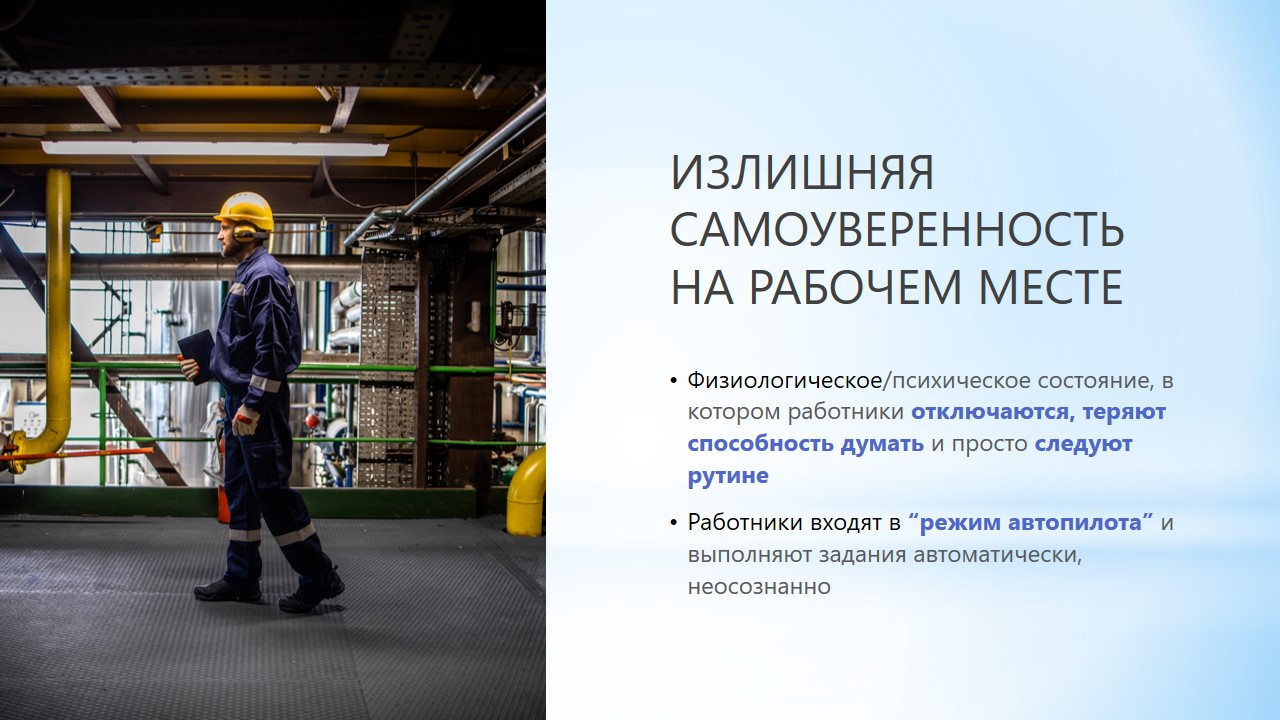 ИЗЛИШНЯЯ
САМОУВЕРЕННОСТЬ
НА РАБОЧЕМ МЕСТЕ
• Физиологическое/психическое состояние, в
котором работники отключаются, теряют
способность думать и просто следуют
рутине
• Работники входят в “режим автопилота” и
выполняют задания автоматически,
неосознанно